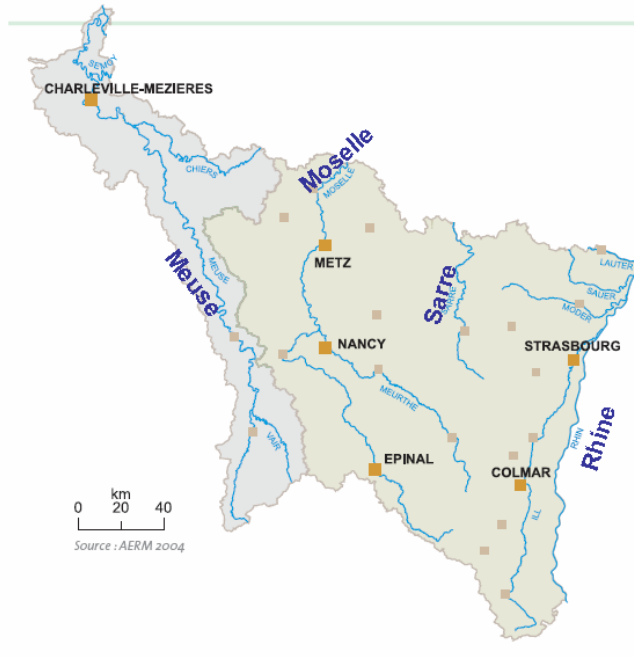 SEMOY
CHARLEVILLE-MEZIERES
CHIERS
Moselle
MOSELLE
MEUSE
Meuse
METZ
Sarre
SARRE
LAUTER
SAUER
MODER
NANCY
STRASBOURG
MEURTHE
RHIN
Rhine
VAIR
EPINAL
COLMAR
ILL
km
0 20 40
Source : AERM 2004